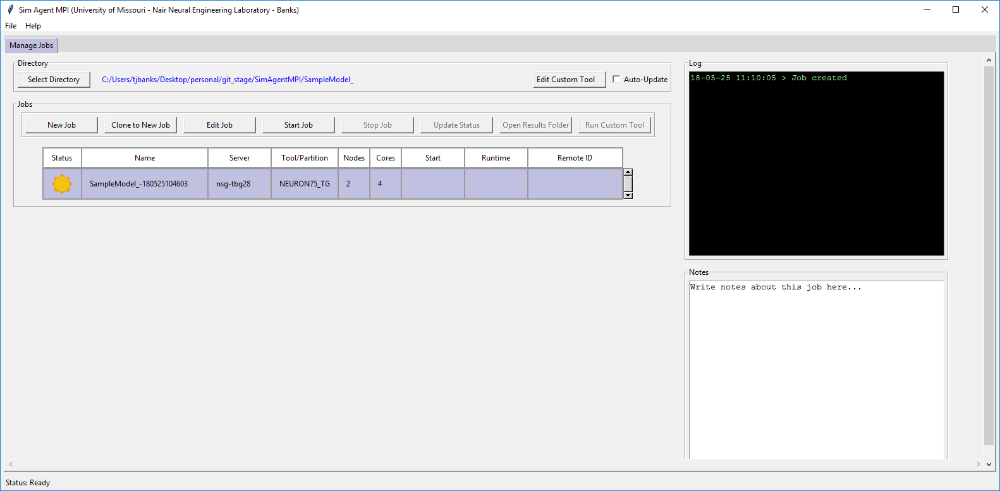 Sim Agent MPI (University of Missouri - Nair Neural Engineering Laboratory - Banks)
File Help
Manage Jobs
Directory
Select Directory C:/Users/tjbanks/Desktop/personal/git_stage/SimAgentMPI/SampleModel_ Edit Custom Tool Auto-Update
Jobs
New Job Clone to New Job Edit Job Start Job Stop Job Update Status Open Results Folder Run Custom Tool
Status Name Server Tool/Partition Nodes Cores Start Runtime Remote ID
SampleModel_-180525104603 nsg-tbg28 NEURON75_TG 2 4
Log
18-05-25 11:10:05 > Job created
Notes
Write notes about this job here...
Status: Ready